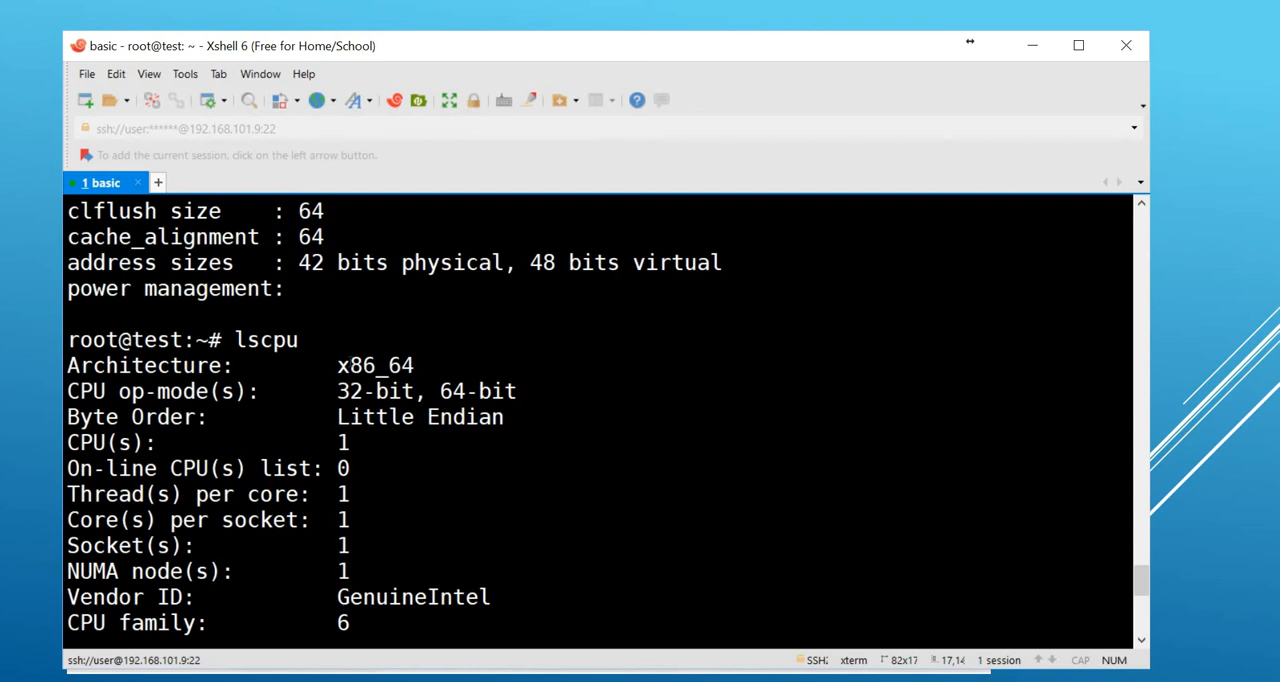 basic - root@test: ~ - Xshell 6 (Free for Home/School)
File Edit View Tools Tab Window Help
ssh://user:******@192.168.101.9:22
To add the current session, click on the left arrow button.
1 basic × +
clflush size    : 64
cache_alignment : 64
address sizes   : 42 bits physical, 48 bits virtual
power management:
root@test:~# lscpu
Architecture:        x86_64
CPU op-mode(s):      32-bit, 64-bit
Byte Order:          Little Endian
CPU(s):              1
On-line CPU(s) list: 0
Thread(s) per core:  1
Core(s) per socket:  1
Socket(s):           1
NUMA node(s):        1
Vendor ID:           GenuineIntel
CPU family:          6
ssh://user@192.168.101.9:22 SSH2 xterm 82x17 17,14 1 session CAP NUM